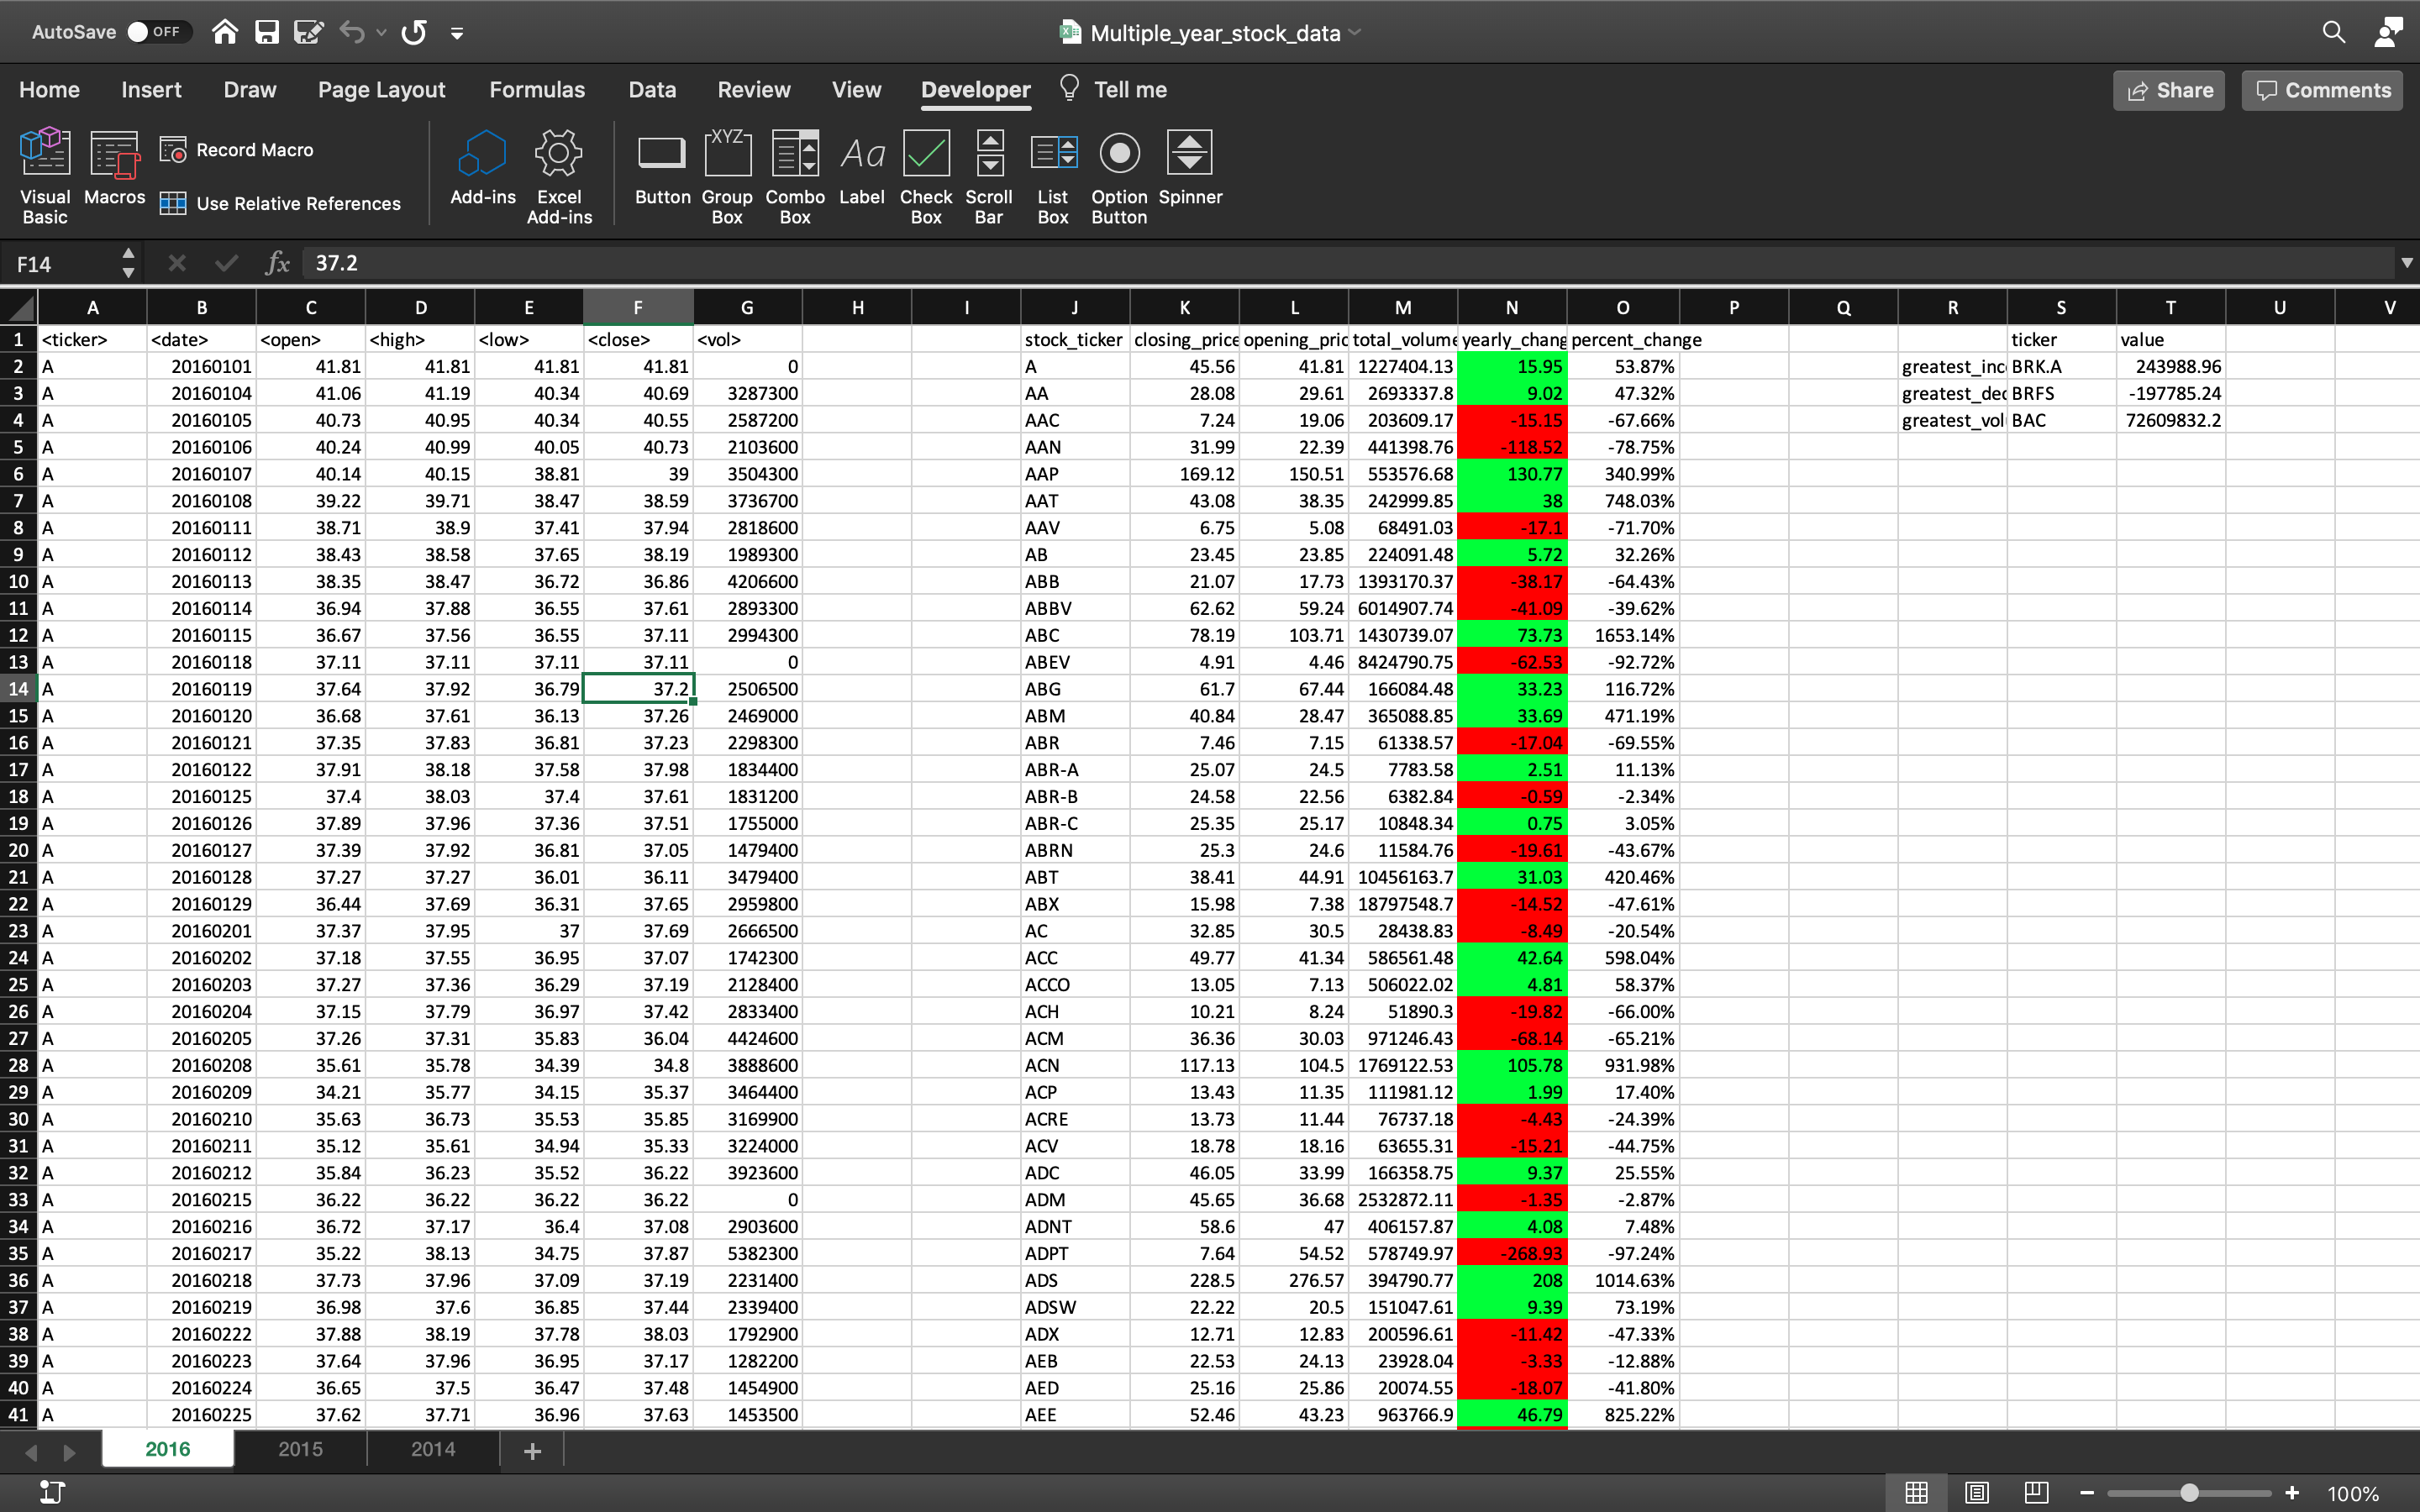 AutoSave OFF Multiple_year_stock_data
Home Insert Draw Page Layout Formulas Data Review View Developer Tell me Share Comments
Visual Basic Macros Record Macro Use Relative References Add-ins Excel Add-ins Button Group Box XYZ Combo Box Aa Label Check Box Scroll Bar List Box Option Button Spinner
F14 fx 37.2
A B C D E F G H I J K L M N O P Q R S T U V
1 <ticker> <date> <open> <high> <low> <close> <vol> stock_ticker closing_price opening_pric total_volume yearly_chang percent_change ticker value
2 A 20160101 41.81 41.81 41.81 41.81 0 A 45.56 41.81 1227404.13 15.95 53.87% greatest_inc BRK.A 243988.96
3 A 20160104 41.06 41.19 40.34 40.69 3287300 AA 28.08 29.61 2693337.8 9.02 47.32% greatest_dec BRFS -197785.24
4 A 20160105 40.73 40.95 40.34 40.55 2587200 AAC 7.24 19.06 203609.17 -15.15 -67.66% greatest_vol BAC 72609832.2
5 A 20160106 40.24 40.99 40.05 40.73 2103600 AAN 31.99 22.39 441398.76 -118.52 -78.75%
6 A 20160107 40.14 40.15 38.81 39 3504300 AAP 169.12 150.51 553576.68 130.77 340.99%
7 A 20160108 39.22 39.71 38.47 38.59 3736700 AAT 43.08 38.35 242999.85 38 748.03%
8 A 20160111 38.71 38.9 37.41 37.94 2818600 AAV 6.75 5.08 68491.03 -17.1 -71.70%
9 A 20160112 38.43 38.58 37.65 38.19 1989300 AB 23.45 23.85 224091.48 5.72 32.26%
10 A 20160113 38.35 38.47 36.72 36.86 4206600 ABB 21.07 17.73 1393170.37 -38.17 -64.43%
11 A 20160114 36.94 37.88 36.55 37.61 2893300 ABBV 62.62 59.24 6014907.74 -41.09 -39.62%
12 A 20160115 36.67 37.56 36.55 37.11 2994300 ABC 78.19 103.71 1430739.07 73.73 1653.14%
13 A 20160118 37.11 37.11 37.11 37.11 0 ABEV 4.91 4.46 8424790.75 -62.53 -92.72%
14 A 20160119 37.64 37.92 36.79 37.2 2506500 ABG 61.7 67.44 166084.48 33.23 116.72%
15 A 20160120 36.68 37.61 36.13 37.26 2469000 ABM 40.84 28.47 365088.85 33.69 471.19%
16 A 20160121 37.35 37.83 36.81 37.23 2298300 ABR 7.46 7.15 61338.57 -17.04 -69.55%
17 A 20160122 37.91 38.18 37.58 37.98 1834400 ABR-A 25.07 24.5 7783.58 2.51 11.13%
18 A 20160125 37.4 38.03 37.4 37.61 1831200 ABR-B 24.58 22.56 6382.84 -0.59 -2.34%
19 A 20160126 37.89 37.96 37.36 37.51 1755000 ABR-C 25.35 25.17 10848.34 0.75 3.05%
20 A 20160127 37.39 37.92 36.81 37.05 1479400 ABRN 25.3 24.6 11584.76 -19.61 -43.67%
21 A 20160128 37.27 37.27 36.01 36.11 3479400 ABT 38.41 44.91 10456163.7 31.03 420.46%
22 A 20160129 36.44 37.69 36.31 37.65 2959800 ABX 15.98 7.38 18797548.7 -14.52 -47.61%
23 A 20160201 37.37 37.95 37 37.69 2666500 AC 32.85 30.5 28438.83 -8.49 -20.54%
24 A 20160202 37.18 37.55 36.95 37.07 1742300 ACC 49.77 41.34 586561.48 42.64 598.04%
25 A 20160203 37.27 37.36 36.29 37.19 2128400 ACCO 13.05 7.13 506022.02 4.81 58.37%
26 A 20160204 37.15 37.79 36.97 37.42 2833400 ACH 10.21 8.24 51890.3 -19.82 -66.00%
27 A 20160205 37.26 37.31 35.83 36.04 4424600 ACM 36.36 30.03 971246.43 -68.14 -65.21%
28 A 20160208 35.61 35.78 34.39 34.8 3888600 ACN 117.13 104.5 1769122.53 105.78 931.98%
29 A 20160209 34.21 35.77 34.15 35.37 3464400 ACP 13.43 11.35 111981.12 1.99 17.40%
30 A 20160210 35.63 36.73 35.53 35.85 3169900 ACRE 13.73 11.44 76737.18 -4.43 -24.39%
31 A 20160211 35.12 35.61 34.94 35.33 3224000 ACV 18.78 18.16 63655.31 -15.21 -44.75%
32 A 20160212 35.84 36.23 35.52 36.22 3923600 ADC 46.05 33.99 166358.75 9.37 25.55%
33 A 20160215 36.22 36.22 36.22 36.22 0 ADM 45.65 36.68 2532872.11 -1.35 -2.87%
34 A 20160216 36.72 37.17 36.4 37.08 2903600 ADNT 58.6 47 406157.87 4.08 7.48%
35 A 20160217 35.22 38.13 34.75 37.87 5382300 ADPT 7.64 54.52 578749.97 -268.93 -97.24%
36 A 20160218 37.73 37.96 37.09 37.19 2231400 ADS 228.5 276.57 394790.77 208 1014.63%
37 A 20160219 36.98 37.6 36.85 37.44 2339400 ADSW 22.22 20.5 151047.61 9.39 73.19%
38 A 20160222 37.88 38.19 37.78 38.03 1792900 ADX 12.71 12.83 200596.61 -11.42 -47.33%
39 A 20160223 37.64 37.96 36.95 37.17 1282200 AEB 22.53 24.13 23928.04 -3.33 -12.88%
40 A 20160224 36.65 37.5 36.47 37.48 1454900 AED 25.16 25.86 20074.55 -18.07 -41.80%
41 A 20160225 37.62 37.71 36.96 37.63 1453500 AEE 52.46 43.23 963766.9 46.79 825.22%
2016 2015 2014 +
100%